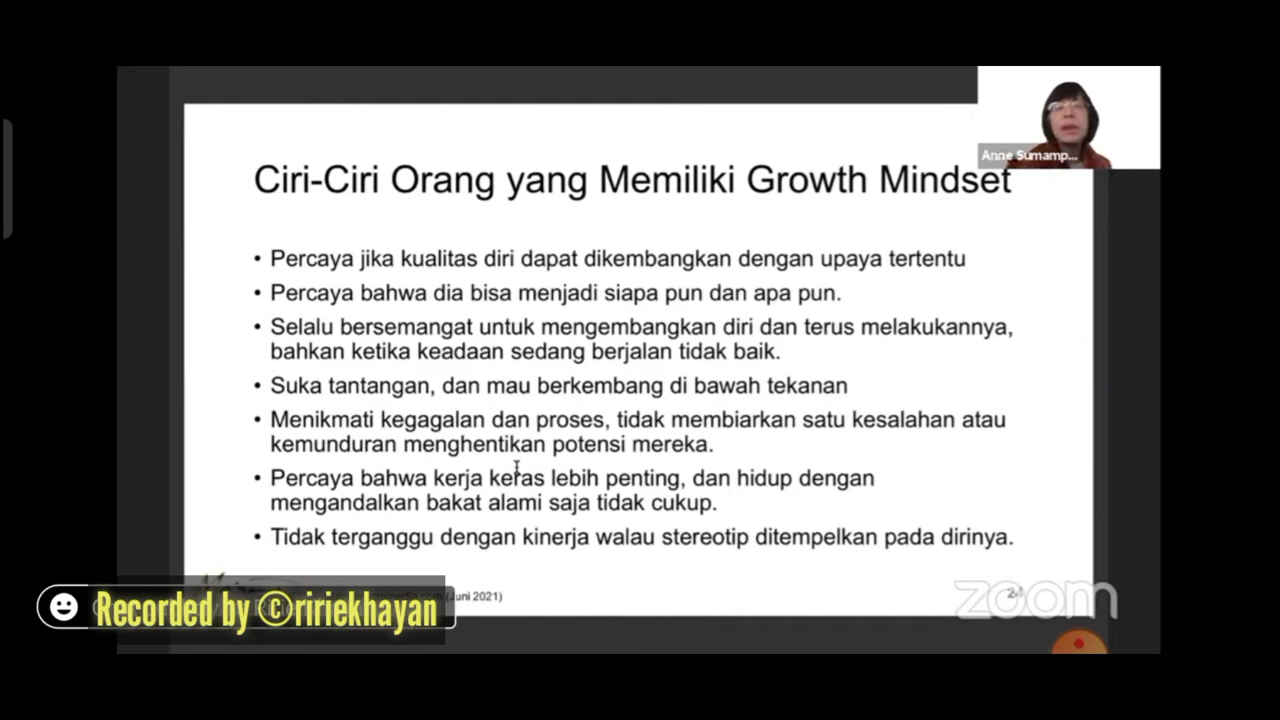 Anne Sumamp...
Ciri-Ciri Orang yang Memiliki Growth Mindset
• Percaya jika kualitas diri dapat dikembangkan dengan upaya tertentu
• Percaya bahwa dia bisa menjadi siapa pun dan apa pun.
• Selalu bersemangat untuk mengembangkan diri dan terus melakukannya,
bahkan ketika keadaan sedang berjalan tidak baik.
• Suka tantangan, dan mau berkembang di bawah tekanan
• Menikmati kegagalan dan proses, tidak membiarkan satu kesalahan atau
kemunduran menghentikan potensi mereka.
• Percaya bahwa kerja keras lebih penting, dan hidup dengan
mengandalkan bakat alami saja tidak cukup.
• Tidak terganggu dengan kinerja walau stereotip ditempelkan pada dirinya.
(Juni 2021)
24
zoom
Recorded by ©ririekhayan